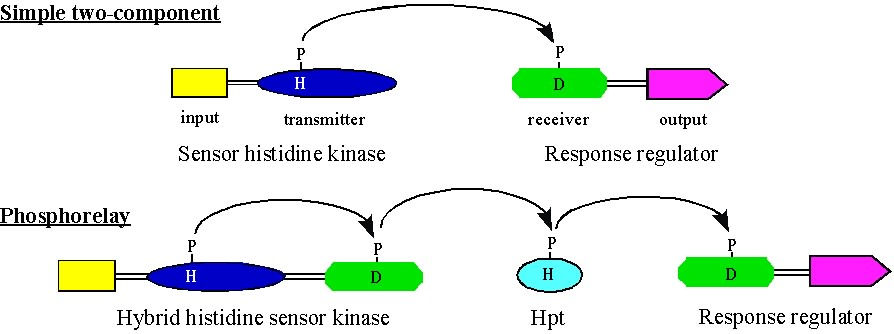 Simple two-component
P P
H D
input transmitter receiver output
Sensor histidine kinase Response regulator
Phosphorelay
P P P P
H D H D
Hybrid histidine sensor kinase Hpt Response regulator